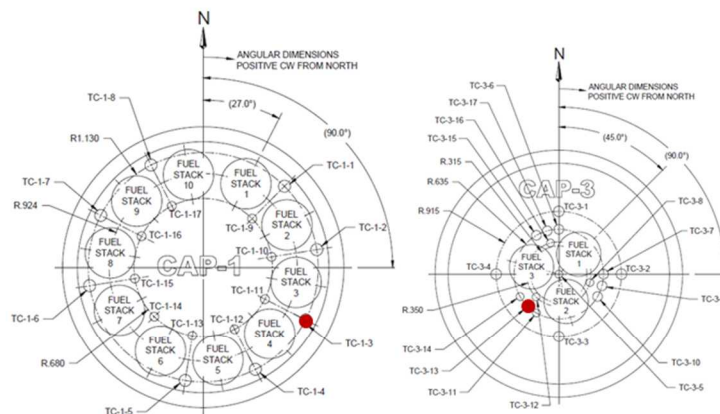 N
ANGULAR DIMENSIONS
POSITIVE CW FROM NORTH
(27.0°)
(90.0°)
TC-1-8
R1.130
TC-1-7
R.924
TC-1-1
TC-1-2
TC-1-17
TC-1-9
TC-1-16
TC-1-10
CAP-1
TC-1-15
TC-1-11
TC-1-14
TC-1-6
TC-1-13
TC-1-12
TC-1-3
R.680
TC-1-5
TC-1-4
FUEL
STACK
10
FUEL
STACK
1
FUEL
STACK
9
FUEL
STACK
2
FUEL
STACK
8
FUEL
STACK
3
FUEL
STACK
7
FUEL
STACK
4
FUEL
STACK
6
FUEL
STACK
5
N
ANGULAR DIMENSIONS
POSITIVE CW FROM NORTH
(45.0°)
(90.0°)
TC-3-6
TC-3-17
TC-3-16
TC-3-15
R.315
R.635
R.915
CAP-3
TC-3-1
TC-3-8
TC-3-7
TC-3-4
TC-3-2
FUEL
STACK
1
FUEL
STACK
3
FUEL
STACK
2
R.350
TC-3-3
TC-3-14
TC-3-13
TC-3-11
TC-3-12
TC-3-10
TC-3-5